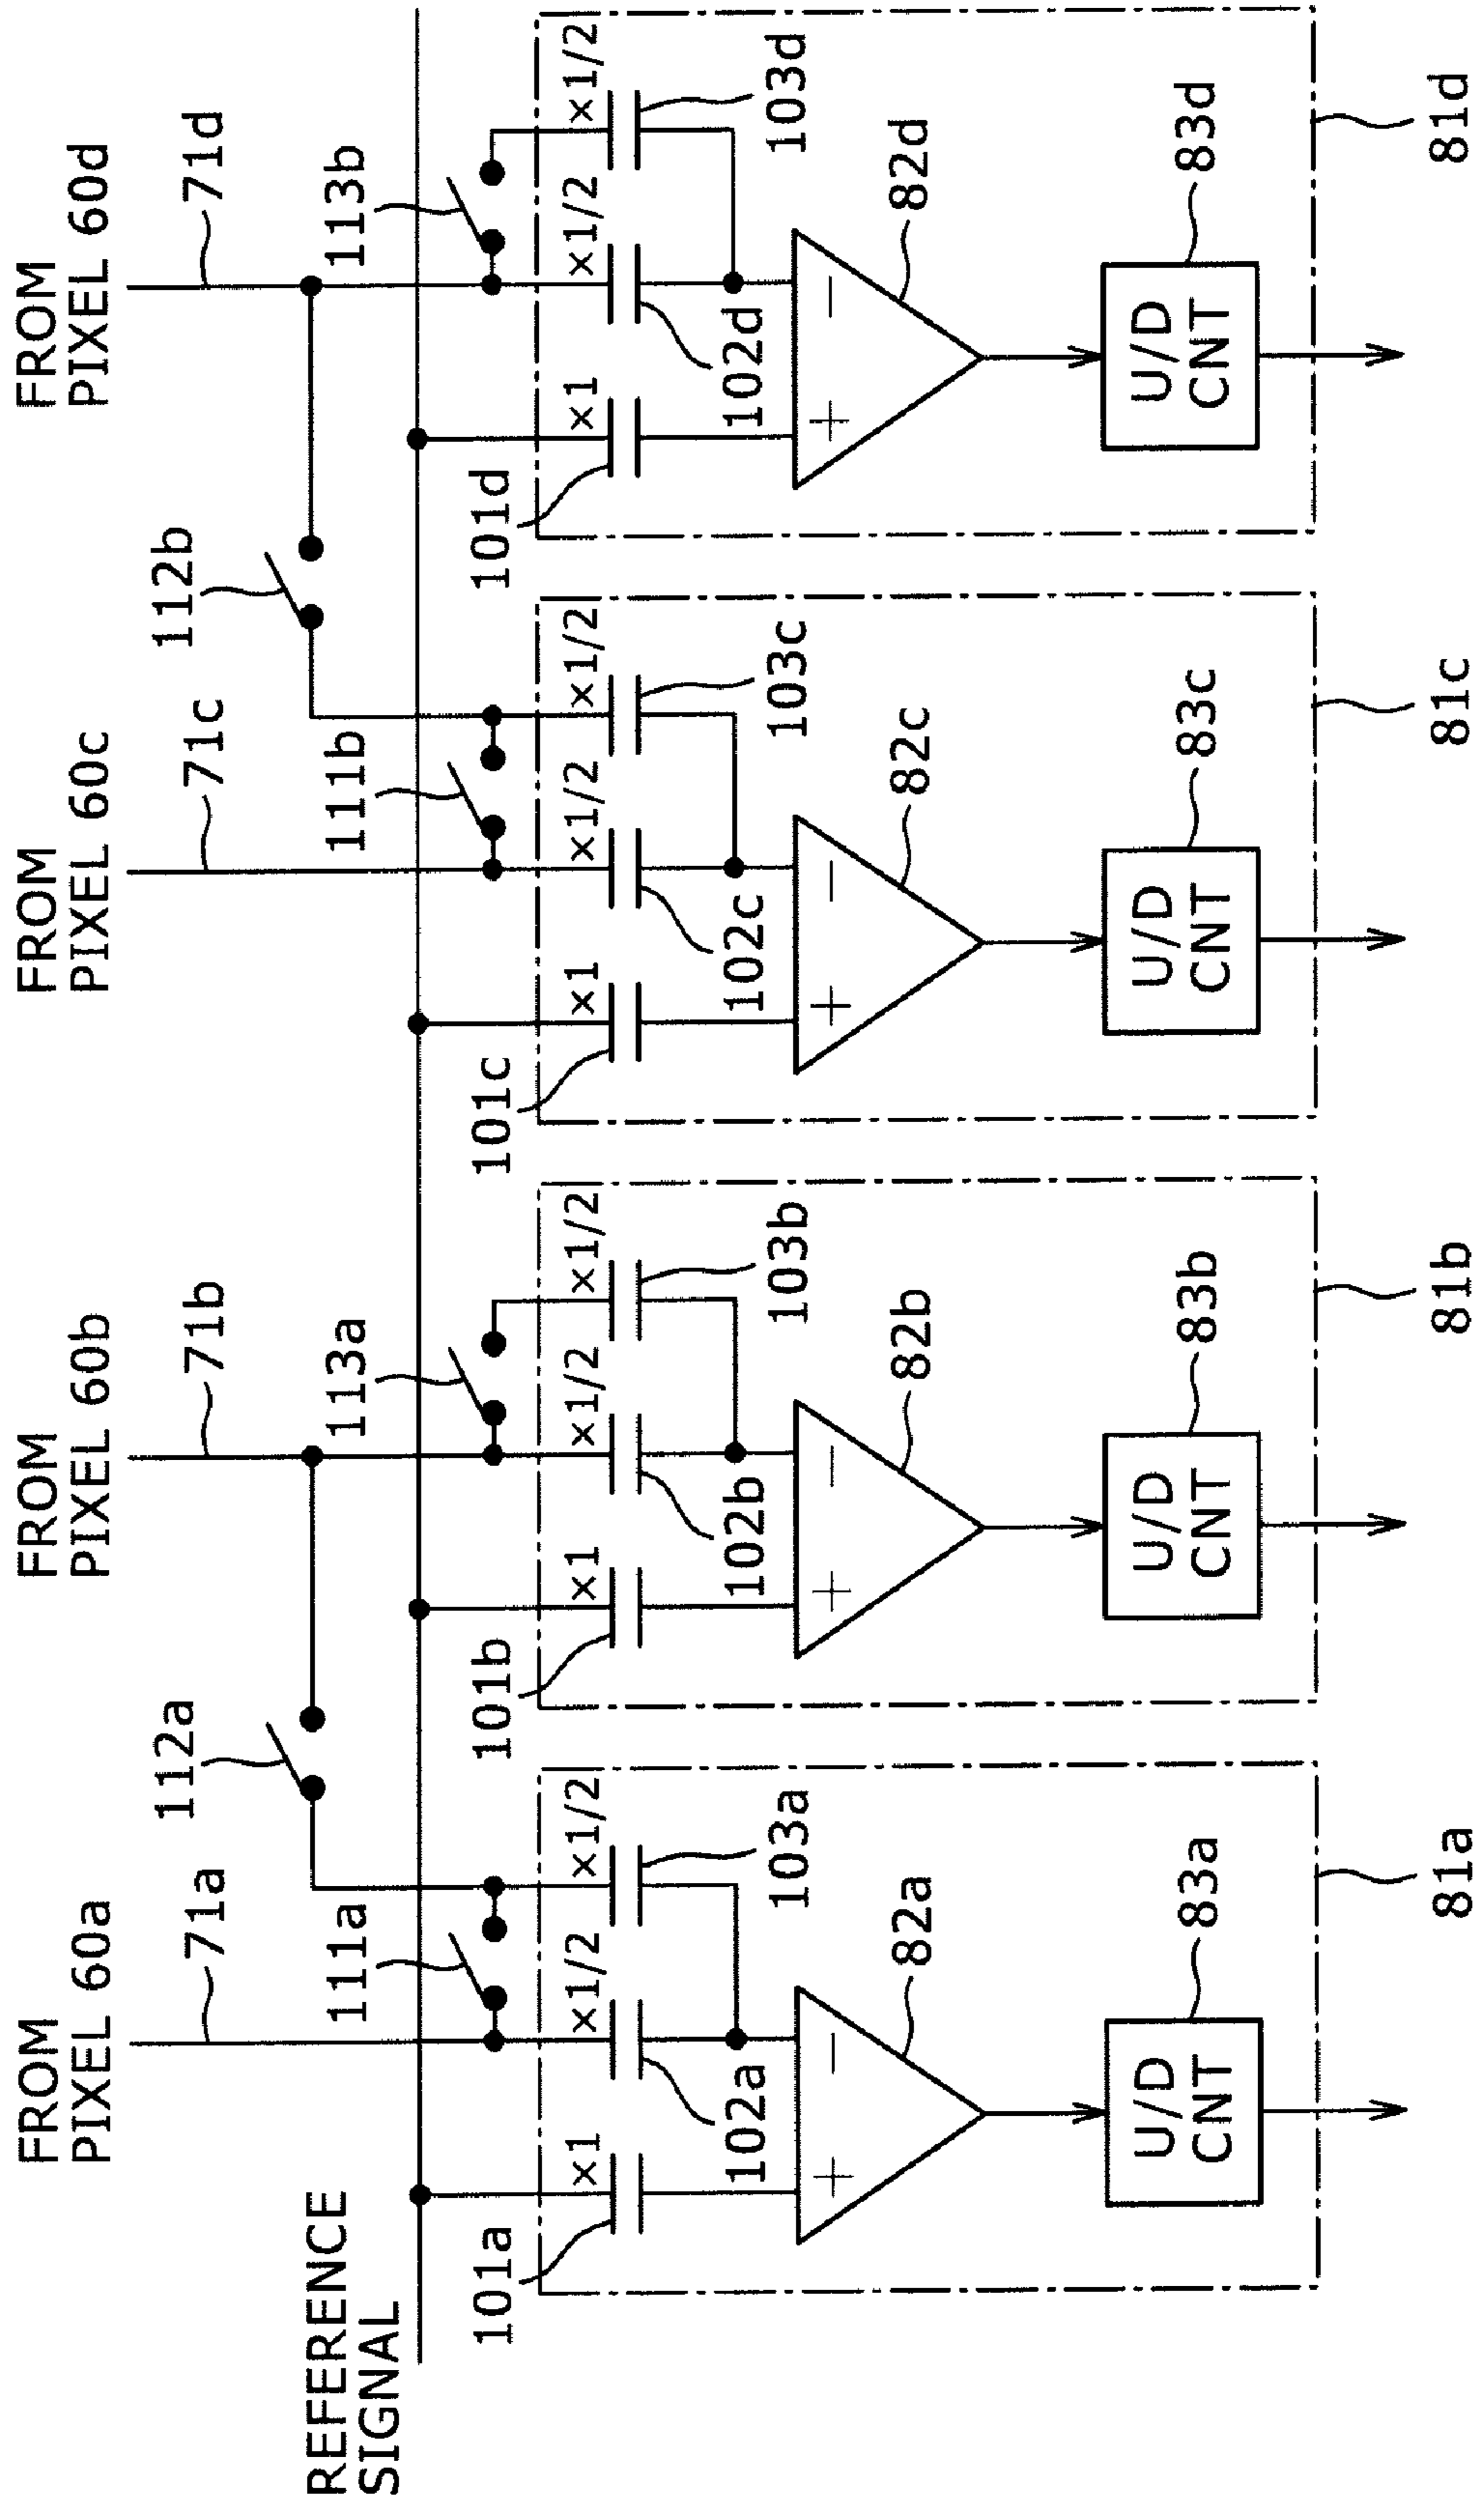 FROM
PIXEL 60a
FROM
PIXEL 60b
FROM
PIXEL 60c
FROM
PIXEL 60d
71a
71b
71c
71d
112a
112b
REFERENCE
SIGNAL
111a
113a
111b
113b
101a
101b
101c
101d
×1
×1/2
×1/2
×1
×1/2
×1/2
×1
×1/2
×1/2
×1
×1/2
×1/2
102a
103a
102b
103b
102c
103c
102d
103d
+
−
+
−
+
−
+
−
82a
82b
82c
82d
U/D
CNT
U/D
CNT
U/D
CNT
U/D
CNT
83a
83b
83c
83d
81a
81b
81c
81d